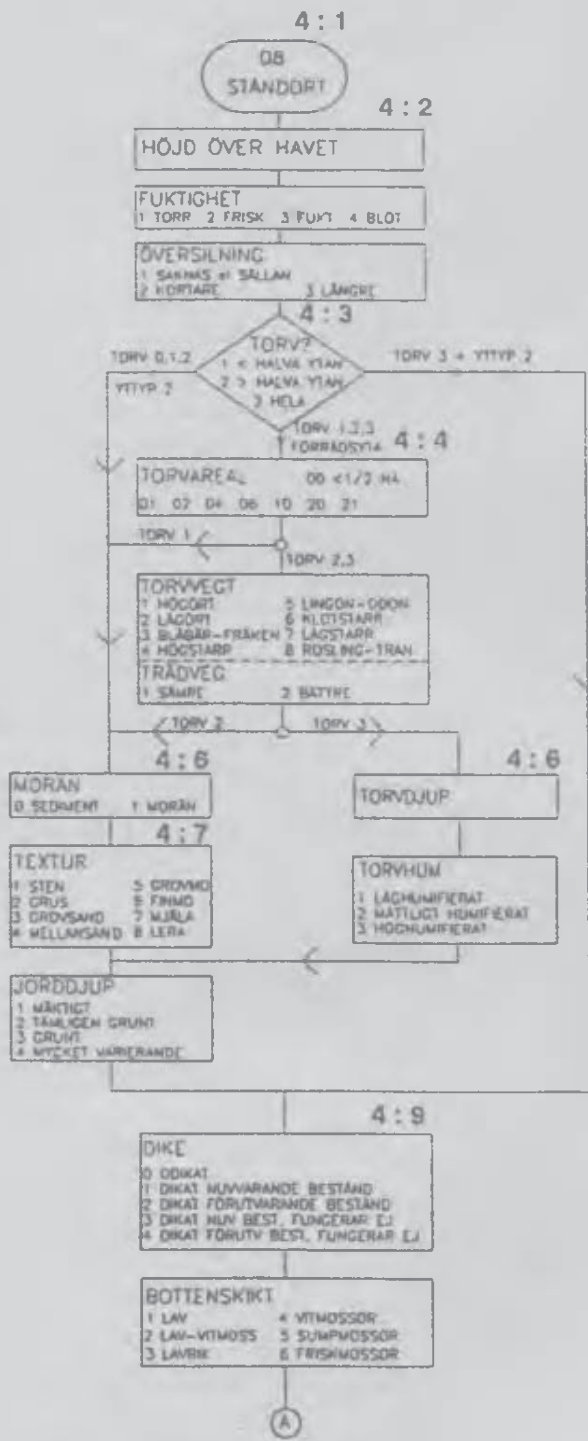 4:1
08
STÅNDORT
4:2
HÖJD ÖVER HAVET
FUKTIGHET
1 TORR 2 FRISK 3 FUKT 4 BLOT
ÖVERSILNING
1 SAKNAS el SÄLLAN
2 KORTARE 3 LÄNGRE
4:3
TORV?
1 < HALVA YTAN
2 > HALVA YTAN
3 HELA
TORV 0,1,2
YTTYP 2
TORV 3 + YTTYP 2
TORV 1,2,3
FÖRRÅDSYTA
4:4
TORVAREAL 00 <1/2 HA
01 02 04 06 10 20 21
TORV 1
TORV 2,3
TORVVEGT
1 HÖGÖRT 5 LINGON-ODON
2 LÅGÖRT 6 KLOTSTARR
3 BLÅBÄR-FRÄKEN 7 LÅGSTARR
4 HÖGSTARR 8 ROSLING-TRAN
TRÄDVEG
1 SÄMRE 2 BÄTTRE
TORV 2
TORV 3
4:6
MORÄN
0 SEDIMENT 1 MORÄN
4:6
TORVDJUP
4:7
TEXTUR
1 STEN 5 GROVMO
2 GRUS 6 FINMO
3 GROVSAND 7 MJÄLA
4 MELLANSAND 8 LERA
TORVHUM
1 LÅGHUMIFIERAT
2 MÅTTLIGT HUMIFIERAT
3 HÖGHUMIFIERAT
JORDDJUP
1 MÄKTIGT
2 TÄMLIGEN GRUNT
3 GRUNT
4 MYCKET VARIERANDE
4:9
DIKE
0 ODIKAT
1 DIKAT NUVVARANDE BESTÅND
2 DIKAT FÖRUTVARANDE BESTÅND
3 DIKAT NUV BEST, FUNGERAR EJ
4 DIKAT FÖRUTV BEST, FUNGERAR EJ
BOTTENSKIKT
1 LAV 4 VITMOSSOR
2 LAV-VITMOSS 5 SUMPMOSSOR
3 LAVRIK 6 FRISKMOSSOR
A